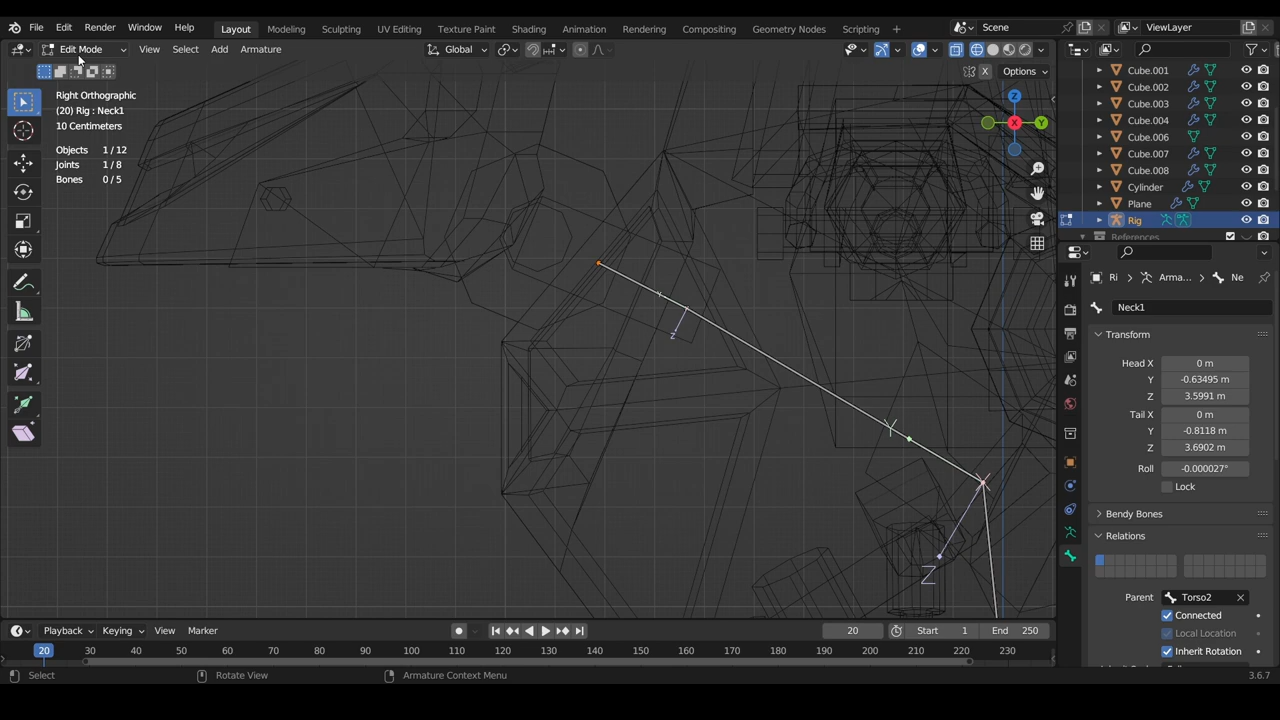 File Edit Render Window Help Layout Modeling Sculpting UV Editing Texture Paint Shading Animation Rendering Compositing Geometry Nodes Scripting + Scene ViewLayer
Edit Mode View Select Add Armature Global
X Options
Right Orthographic
(20) Rig : Neck1
10 Centimeters
Objects 1 / 12
Joints 1 / 8
Bones 0 / 5
Z
X
Y
Y
Z
Y
Z
Cube.001
Cube.002
Cube.003
Cube.004
Cube.006
Cube.007
Cube.008
Cylinder
Plane
Rig
References
Ri Arma... Ne
Neck1
Transform
Head X 0 m
Y -0.63495 m
Z 3.5991 m
Tail X 0 m
Y -0.8118 m
Z 3.6902 m
Roll -0.000027°
Lock
Bendy Bones
Relations
Parent Torso2
Connected
Local Location
Inherit Rotation
Playback Keying View Marker 20 Start 1 End 250
20 30 40 50 60 70 80 90 100 110 120 130 140 150 160 170 180 190 200 210 220 230
Select Rotate View Armature Context Menu 3.6.7